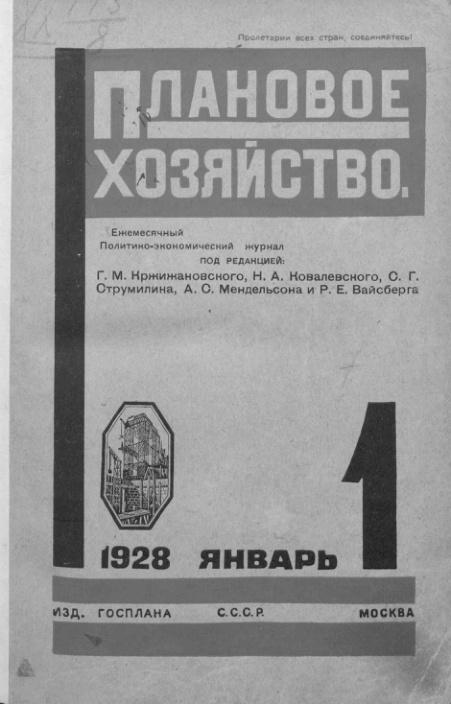 Пролетарии всех стран, соединяйтесь!
ПЛАНОВОЕ
ХОЗЯЙСТВО.
Ежемесячный
Политико-экономический журнал
ПОД РЕДАКЦИЕЙ:
Г. М. Кржижановского, Н. А. Ковалевского, С. Г.
Струмилина, А. С. Мендельсона и Р. Е. Вайсберга
1
1928 ЯНВАРЬ
ИЗД. ГОСПЛАНА С.С.С.Р. МОСКВА